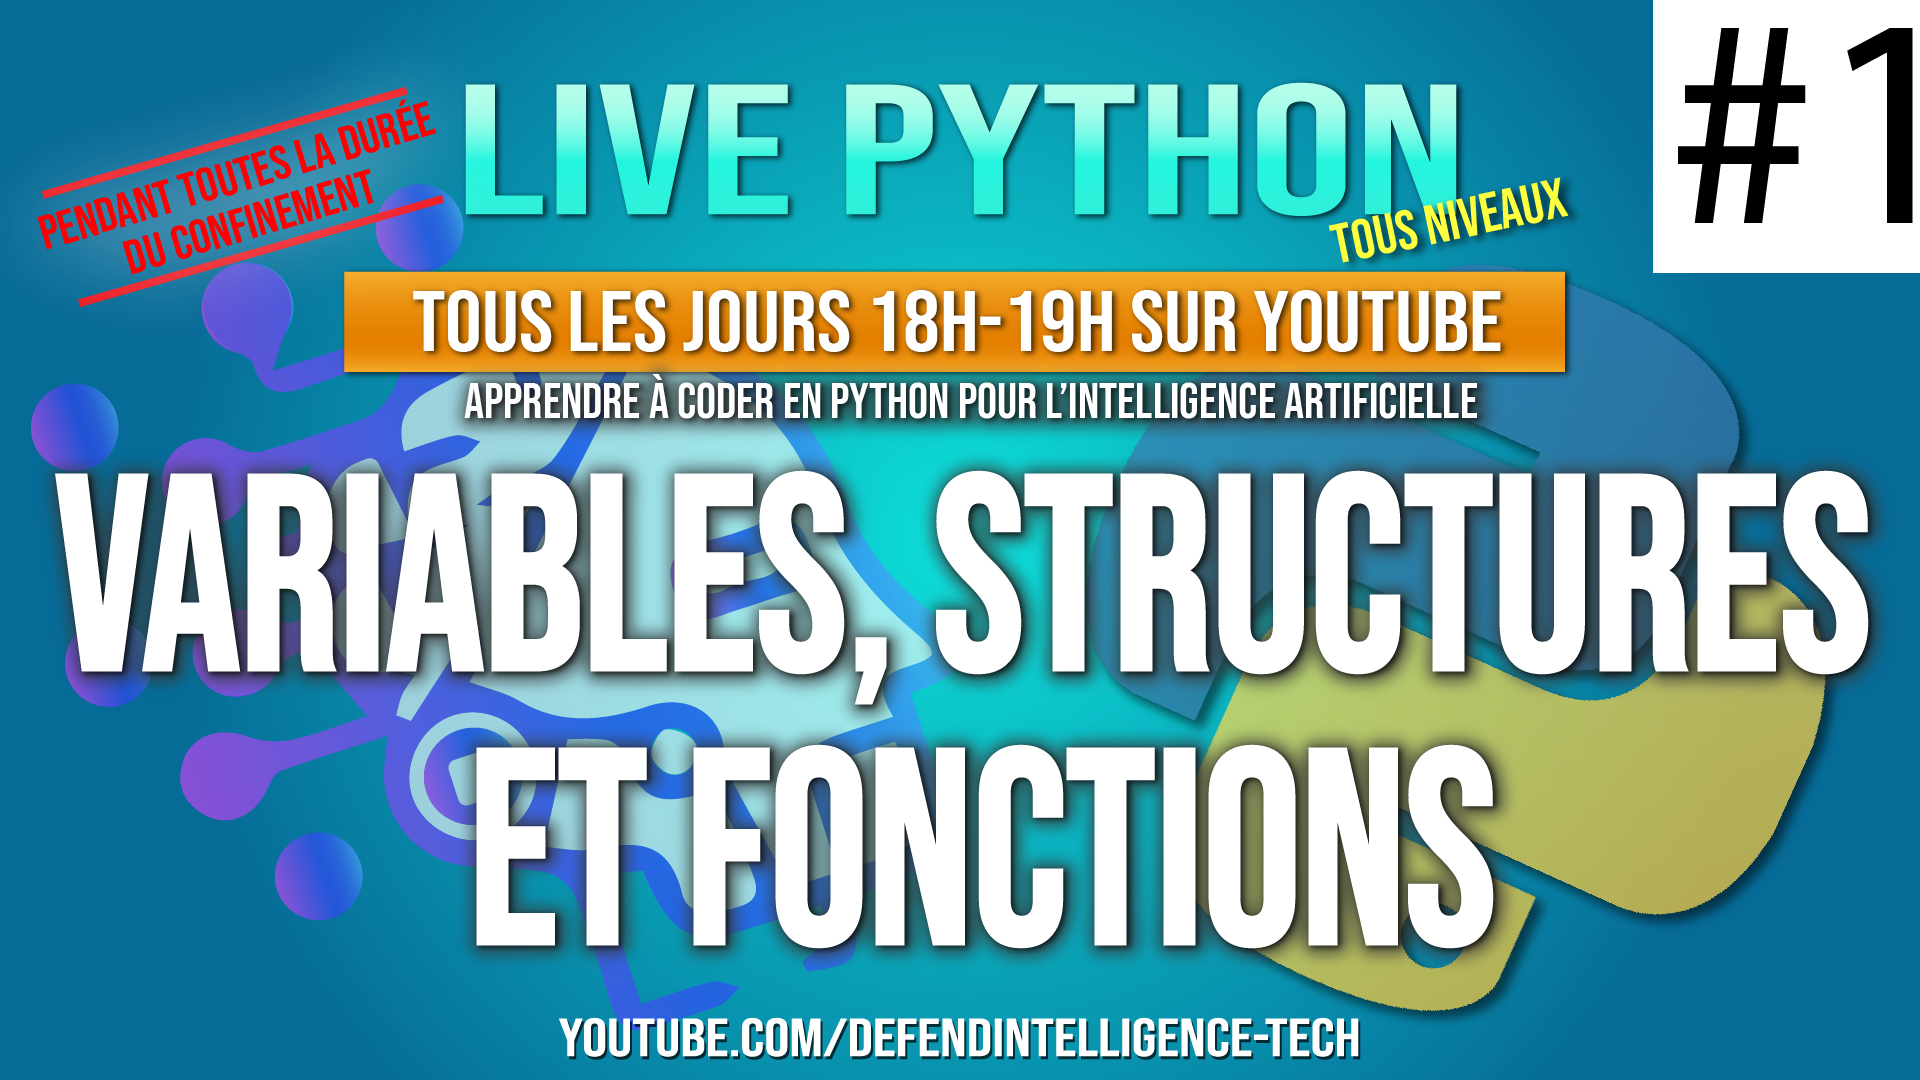 LIVE PYTHON
#1
PENDANT TOUTES LA DURÉE
DU CONFINEMENT
TOUS NIVEAUX
TOUS LES JOURS 18H-19H SUR YOUTUBE
APPRENDRE À CODER EN PYTHON POUR L'INTELLIGENCE ARTIFICIELLE
VARIABLES, STRUCTURES
ET FONCTIONS
YOUTUBE.COM/DEFENDINTELLIGENCE-TECH